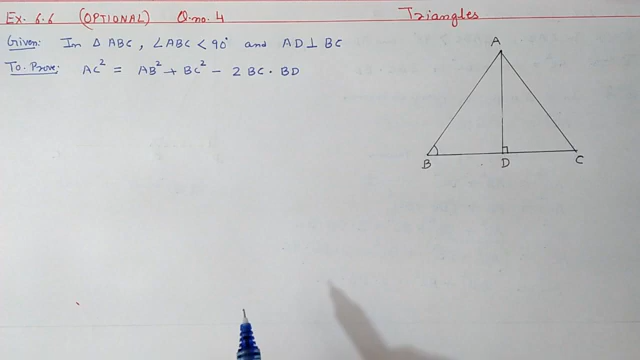 Ex. 6.6 (OPTIONAL) Q.no. 4 Triangles
Given: In △ ABC, ∠ABC < 90° and AD ⊥ BC
To Prove: AC² = AB² + BC² - 2 BC · BD
A
B D C